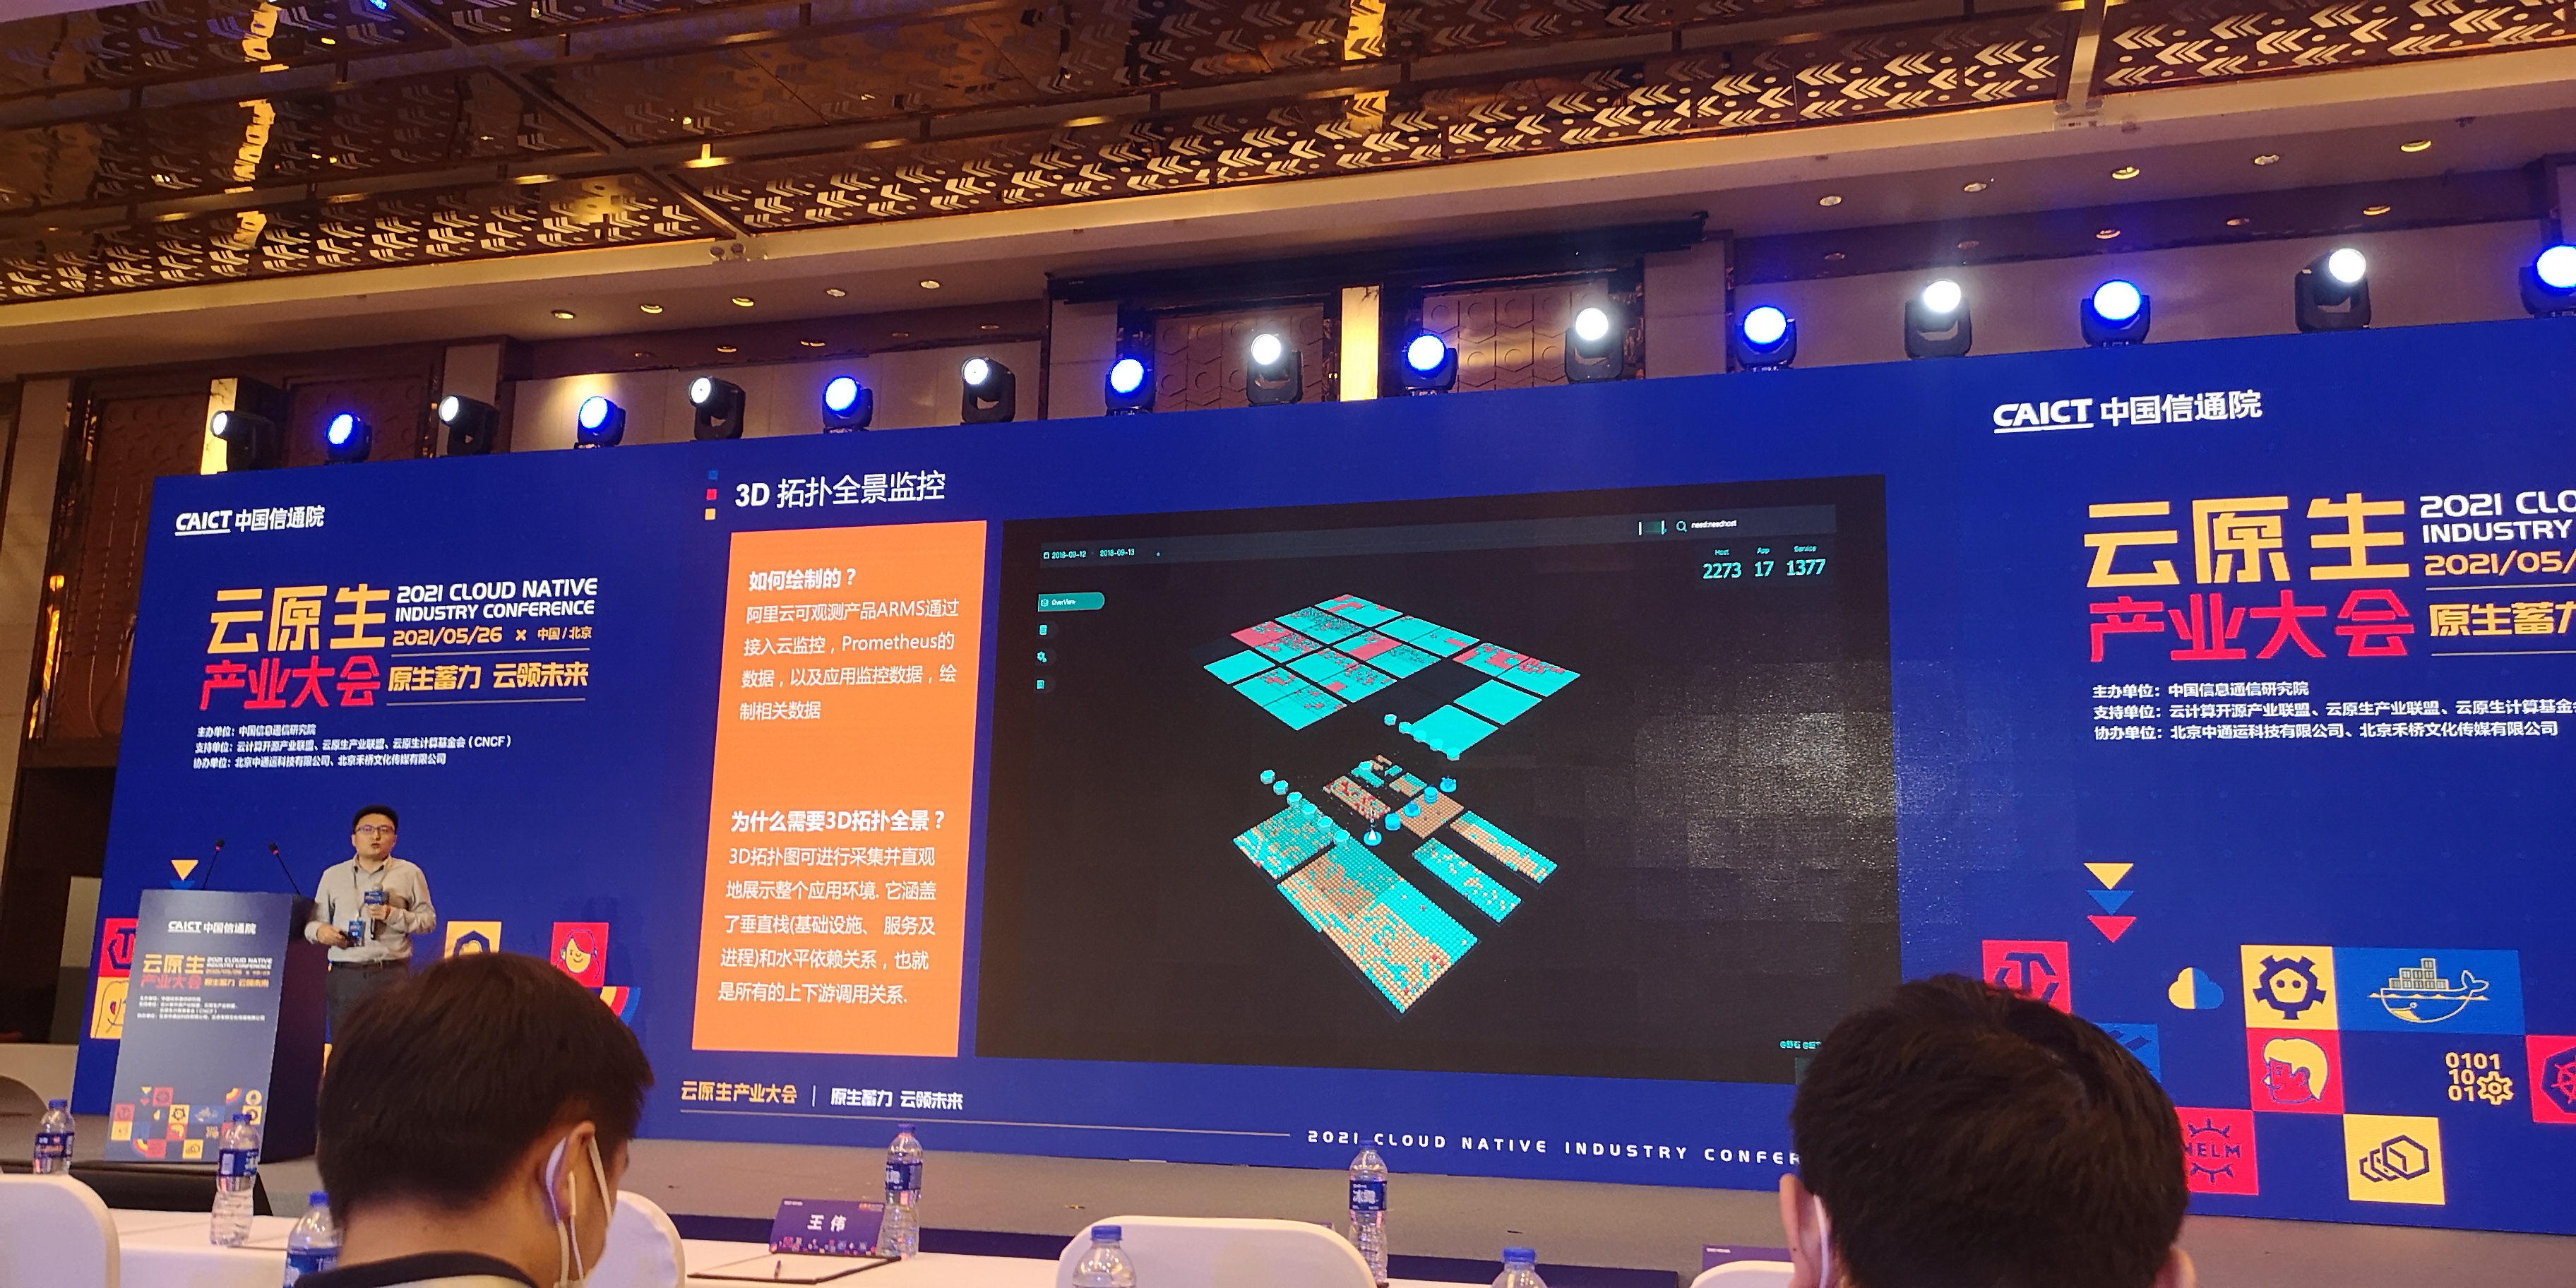 CAICT 中国信通院
云原生
产业大会
2021 CLOUD NATIVE
INDUSTRY CONFERENCE
2021/05/26 × 中国/北京
原生蓄力 云领未来
主办单位：中国信息通信研究院
支持单位：云计算开源产业联盟、云原生产业联盟、云原生计算基金会（CNCF）
协办单位：北京中通运科技有限公司、北京禾桥文化传媒有限公司
3D 拓扑全景监控
如何绘制的？
阿里云可观测产品ARMS通过
接入云监控，Prometheus的
数据，以及应用监控数据，绘
制相关数据
为什么需要3D拓扑全景？
3D拓扑图可进行采集并直观
地展示整个应用环境. 它涵盖
了垂直栈(基础设施、 服务及
进程)和水平依赖关系，也就
是所有的上下游调用关系.
2018-09-12 2018-09-13
need:needhost
Host App Service
2273 17 1377
OverView
云原生产业大会 | 原生蓄力 云领未来
2021 CLOUD NATIVE INDUSTRY CONFER
CAICT 中国信通院
云原生
产业大会
2021 CLO
INDUSTRY
2021/05/
原生蓄力
主办单位：中国信息通信研究院
支持单位：云计算开源产业联盟、云原生产业联盟、云原生计算基金
协办单位：北京中通运科技有限公司、北京禾桥文化传媒有限公司
0101
10
01
HELM
CAICT 中国信通院
云原生
产业大会
2021 CLOUD NATIVE
INDUSTRY CONFERENCE
原生蓄力 云领未来
王伟